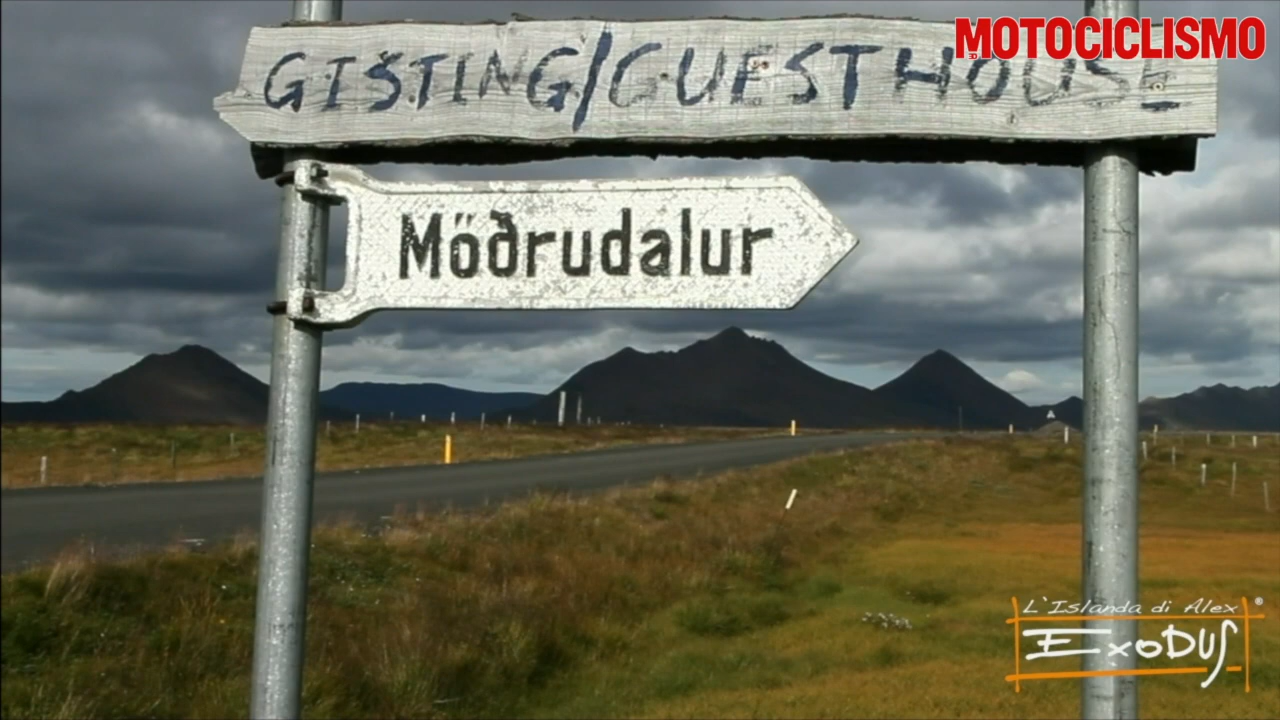 GISTING/GUESTHOUSE
MOTOCICLISMO
Möðrudalur
L'Islanda di Alex ®
EXODUS